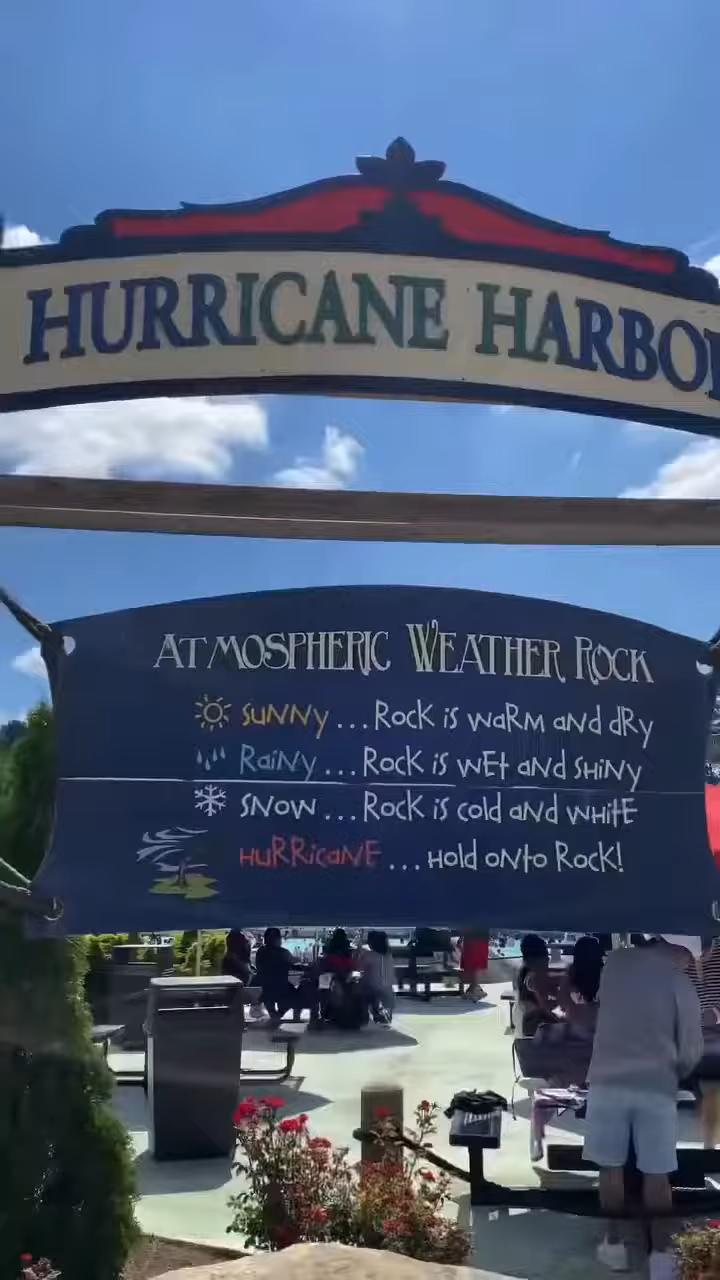 HURRICANE HARBOR
ATMOSPHERIC WEATHER ROCK
SUNNY ... ROCK is WARM and dRY
RAiNY ... ROCK is WEt aNd SHiNY
SNOW ... ROCK is cOld aNd WHitE
HURRicaNE ... HOld ONtO ROCK!